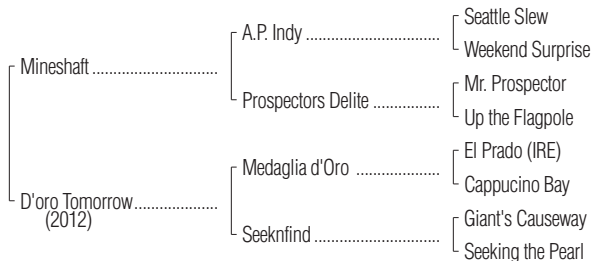 Seattle Slew
A.P. Indy ................................
Weekend Surprise
Mineshaft ..............................
Mr. Prospector
Prospectors Delite ................
Up the Flagpole
El Prado (IRE)
Medaglia d'Oro ....................
Cappucino Bay
D'oro Tomorrow....................
(2012)
Giant's Causeway
Seeknfind ..............................
Seeking the Pearl